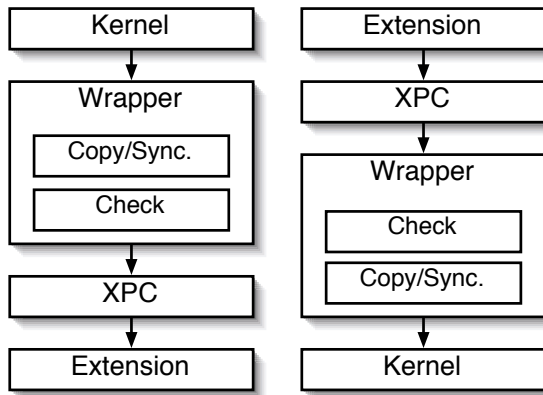 Kernel
Wrapper
Copy/Sync.
Check
XPC
Extension
Extension
XPC
Wrapper
Check
Copy/Sync.
Kernel